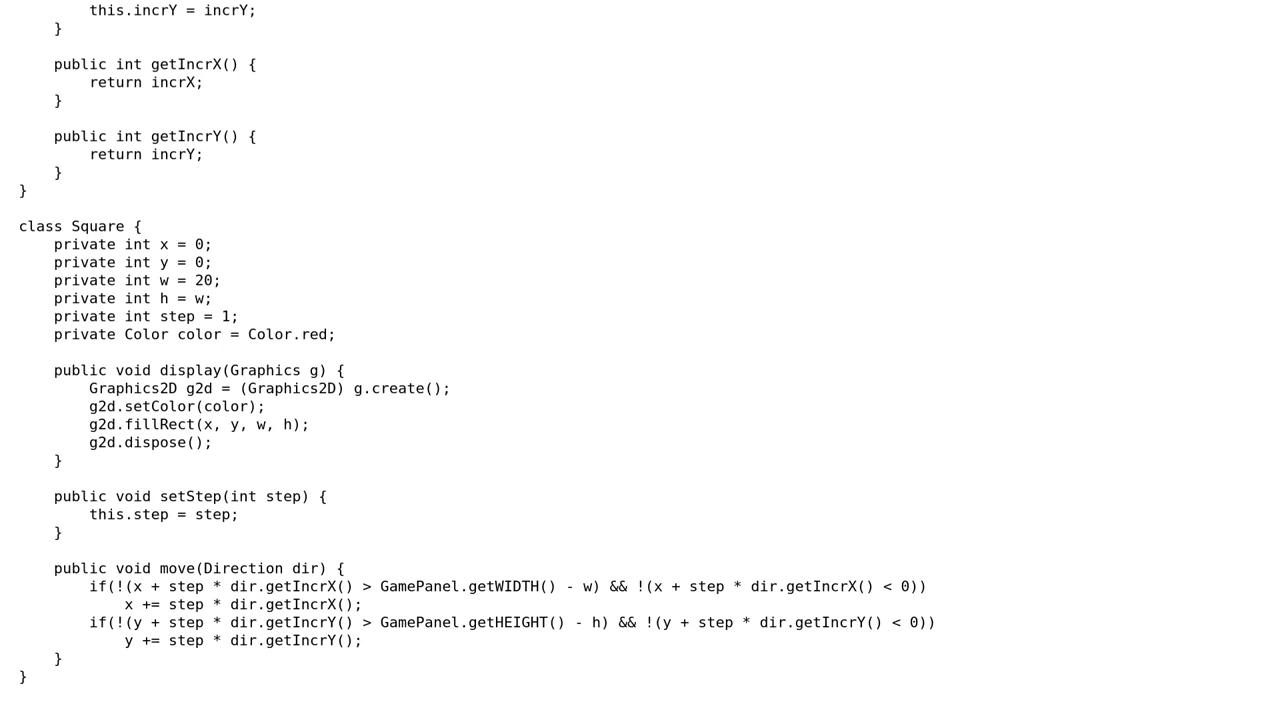 this.incrY = incrY;
    }

    public int getIncrX() {
        return incrX;
    }

    public int getIncrY() {
        return incrY;
    }
}

class Square {
    private int x = 0;
    private int y = 0;
    private int w = 20;
    private int h = w;
    private int step = 1;
    private Color color = Color.red;

    public void display(Graphics g) {
        Graphics2D g2d = (Graphics2D) g.create();
        g2d.setColor(color);
        g2d.fillRect(x, y, w, h);
        g2d.dispose();
    }

    public void setStep(int step) {
        this.step = step;
    }

    public void move(Direction dir) {
        if(!(x + step * dir.getIncrX() > GamePanel.getWIDTH() - w) && !(x + step * dir.getIncrX() < 0))
            x += step * dir.getIncrX();
        if(!(y + step * dir.getIncrY() > GamePanel.getHEIGHT() - h) && !(y + step * dir.getIncrY() < 0))
            y += step * dir.getIncrY();
    }
}